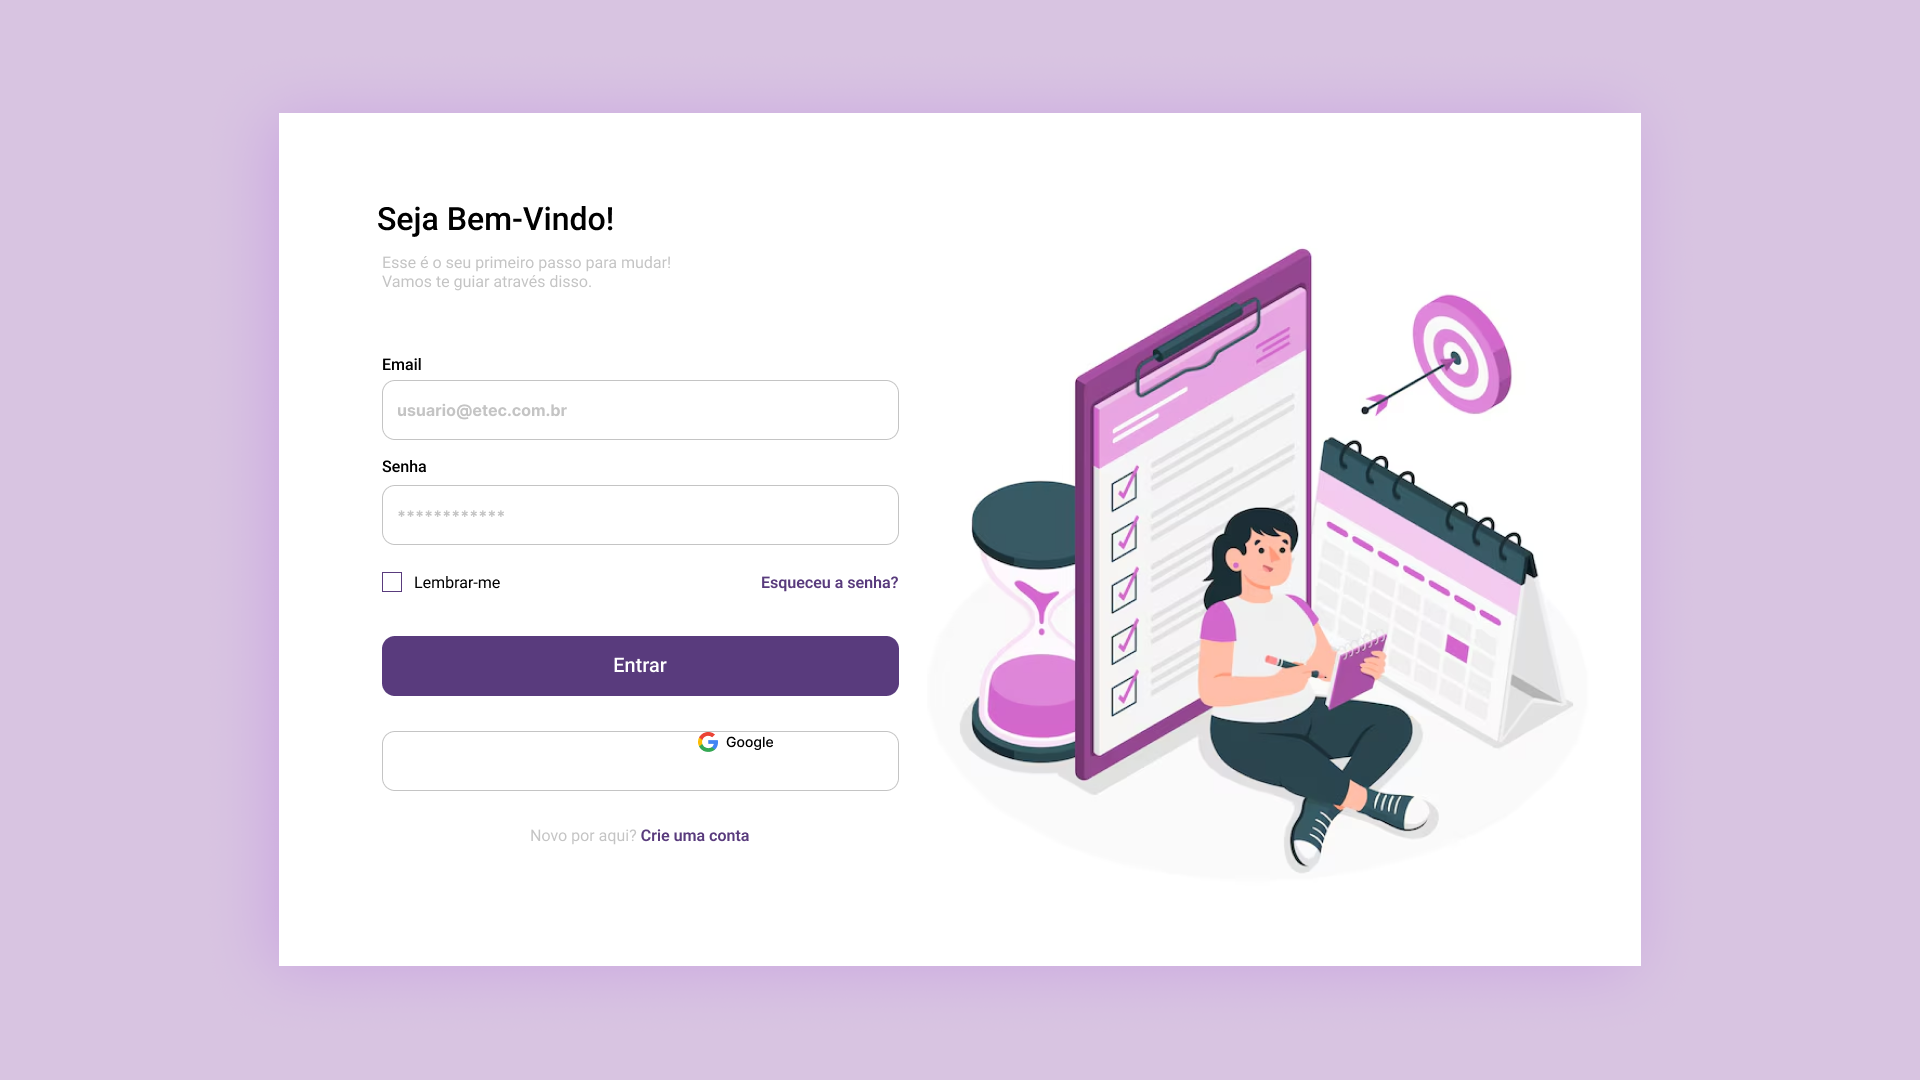 Seja Bem-Vindo!
Esse é o seu primeiro passo para mudar!
Vamos te guiar através disso.
Email
usuario@etec.com.br
Senha
************
Lembrar-me
Esqueceu a senha?
Entrar
Google
Novo por aqui? Crie uma conta